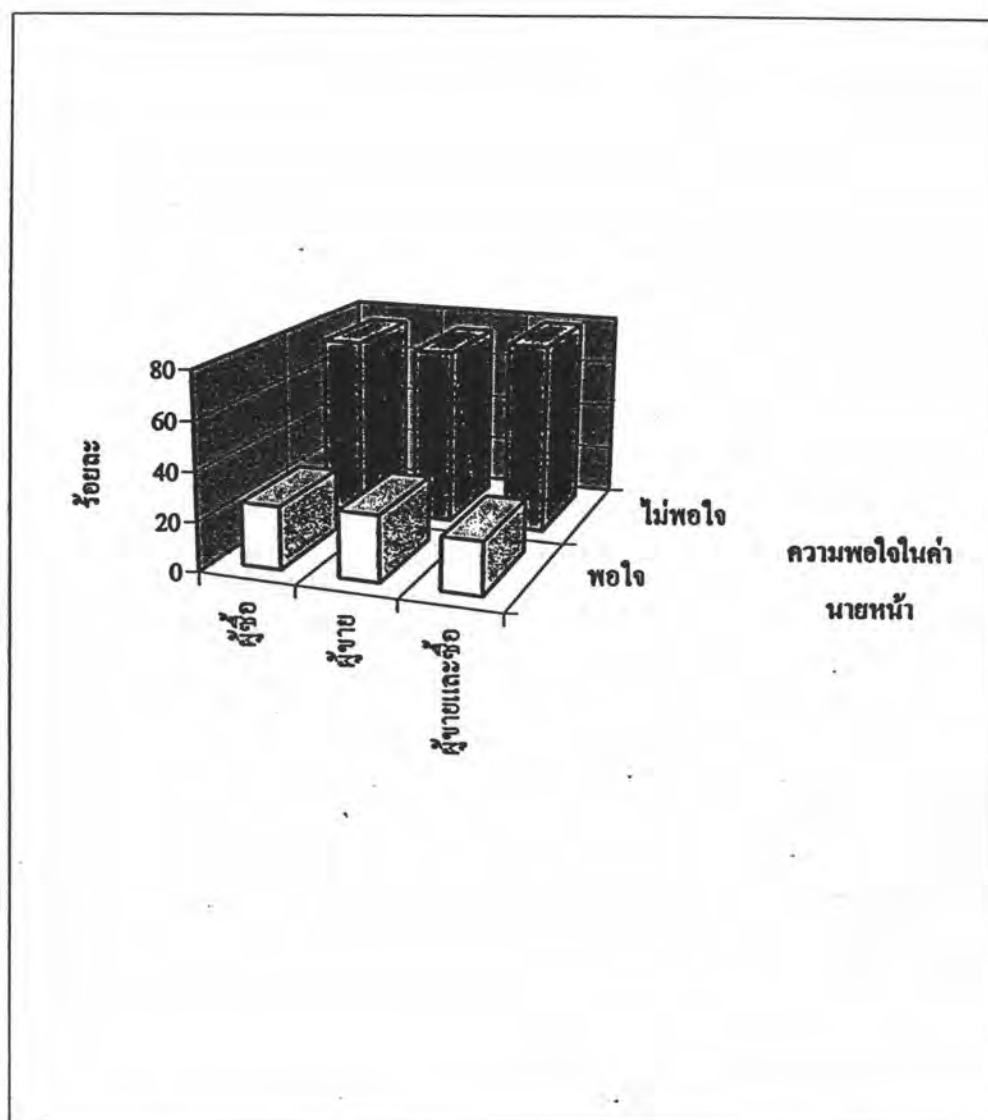 80
60
40
20
0
ร้อยละ
ผู้ซื้อ
ผู้ขาย
ผู้ขายและซื้อ
ไม่พอใจ
พอใจ
ความพอใจในค่า
นายหน้า